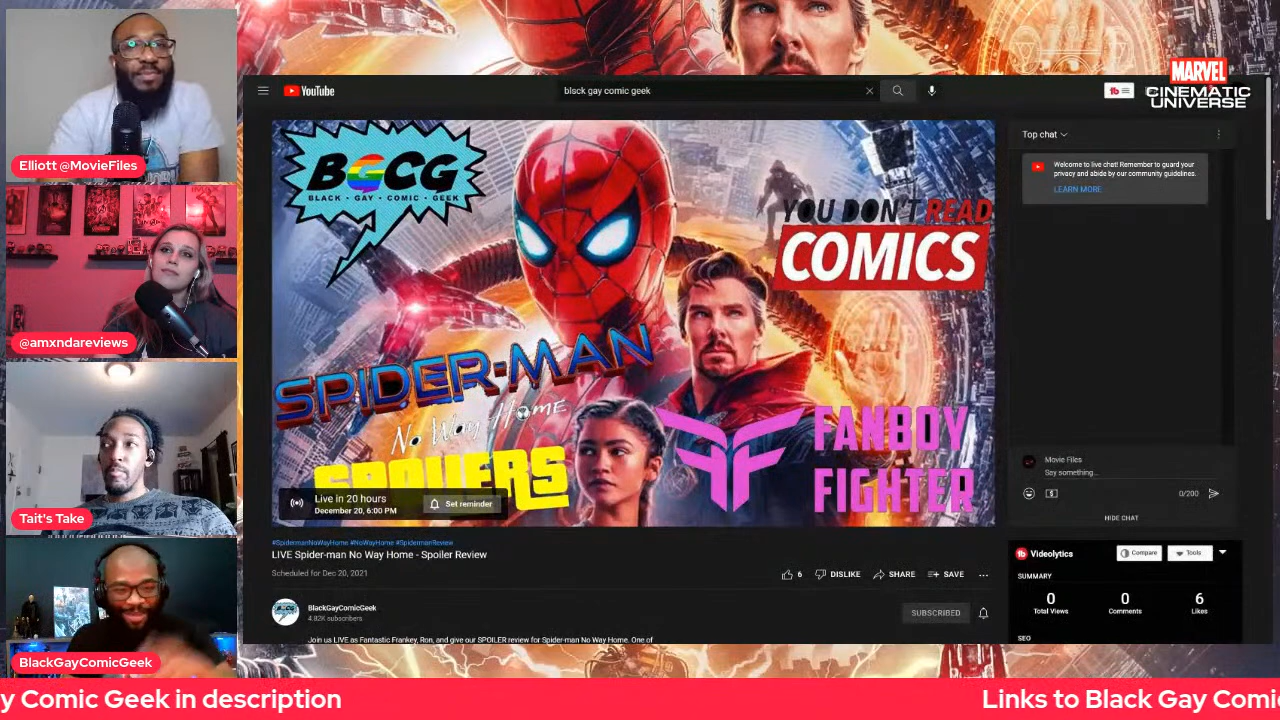 Elliott @MovieFiles
@amxndareviews
Tait's Take
BlackGayComicGeek
YouTube
blsck gay comic geek
MARVEL
CINEMATIC
UNIVERSE
BGCG
BLACK • GAY • COMIC • GEEK
YOU DON'T READ
COMICS
SPIDER-MAN
No Way Home
SPOILERS
FANBOY
FIGHTER
Live in 20 hours
December 20, 6:00 PM
Set reminder
Top chat
Welcome to live chat! Remember to guard your
privacy and abide by our community guidelines.
LEARN MORE
Movie Files
Say something...
0/200
HIDE CHAT
#SpidermanNoWayHome #NoWayHome #SpidermanReview
LIVE Spider-man No Way Home - Spoiler Review
Scheduled for Dec 20, 2021
6 DISLIKE SHARE SAVE
BlackGayComicGeek
4.82K subscribers
SUBSCRIBED
Join us LIVE as Fantastic Frankey, Ron, and give our SPOILER review for Spider-man No Way Home. One of
Videolytics
Compare
Tools
SUMMARY
0 0 6
Total Views Comments Likes
SEO
y Comic Geek in description
Links to Black Gay Comi